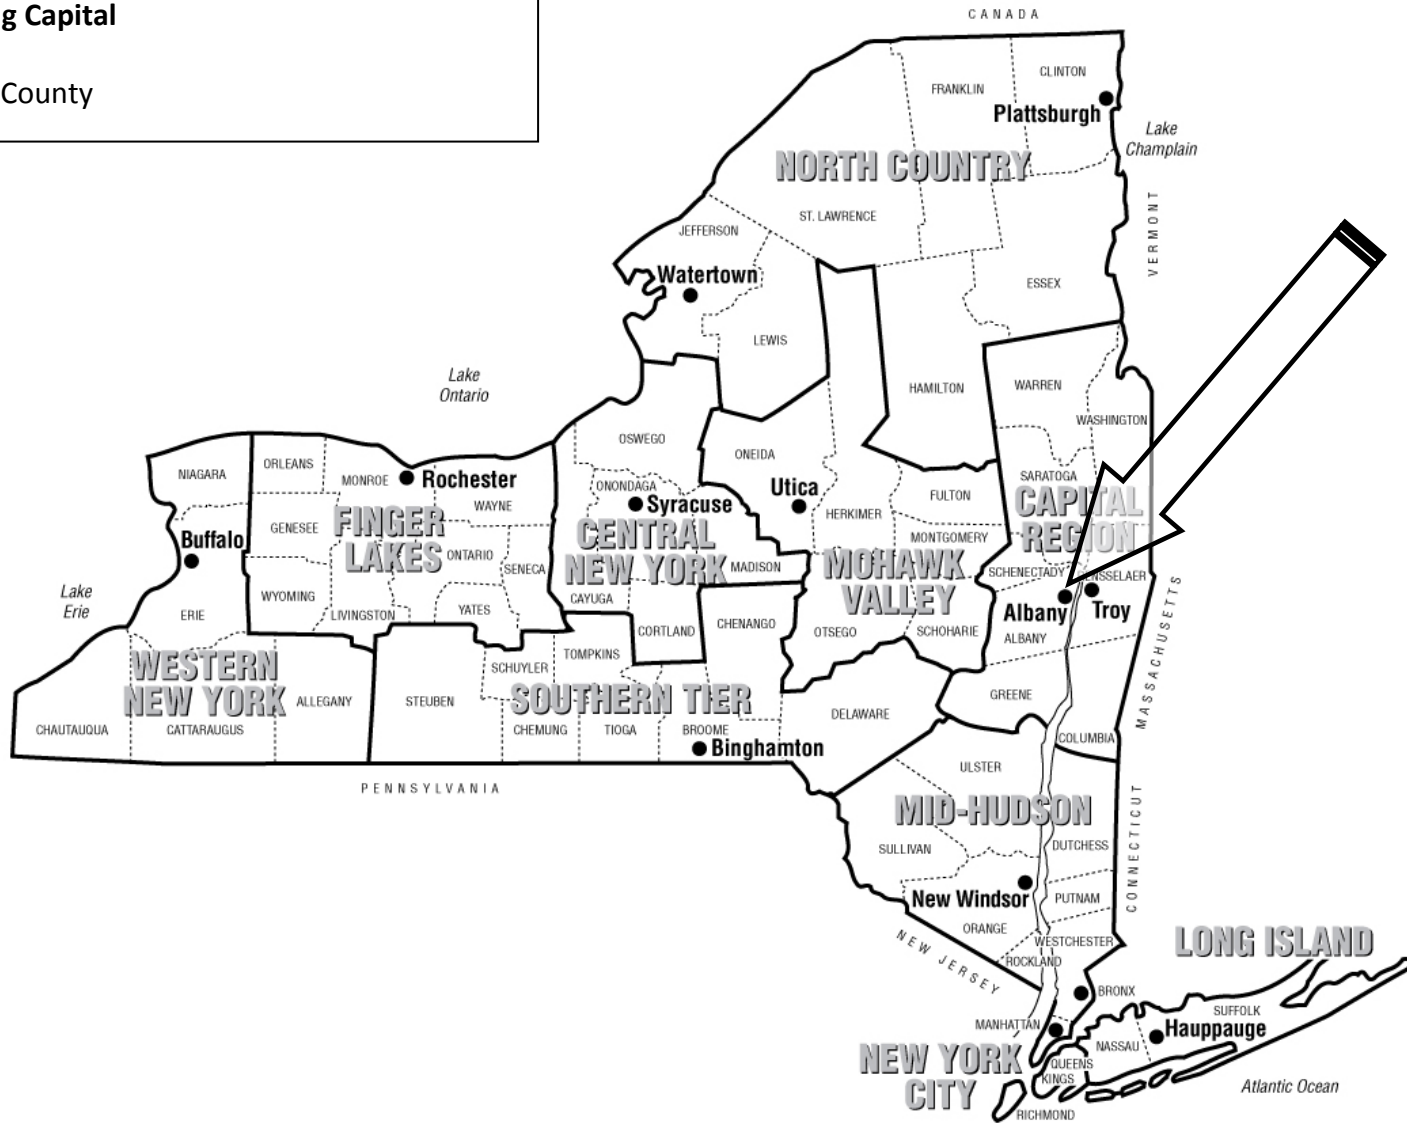 g Capital
County
CANADA
CLINTON
FRANKLIN
Plattsburgh
Lake
Champlain
NORTH COUNTRY
VERMONT
ST. LAWRENCE
JEFFERSON
Watertown
ESSEX
LEWIS
Lake
Ontario
HAMILTON
WARREN
WASHINGTON
OSWEGO
ONEIDA
NIAGARA
ORLEANS
MONROE
Rochester
WAYNE
ONONDAGA
Syracuse
Utica
HERKIMER
FULTON
SARATOGA
CAPITAL
REGION
GENESEE
FINGER
LAKES
ONTARIO
SENECA
CENTRAL
NEW YORK
MADISON
MONTGOMERY
MOHAWK
VALLEY
SCHENECTADY
ENSSELAER
Buffalo
Lake
Erie
ERIE
WYOMING
LIVINGSTON
YATES
CAYUGA
CORTLAND
CHENANGO
OTSEGO
SCHOHARIE
Albany
Troy
ALBANY
MASSACHUSETTS
WESTERN
NEW YORK
ALLEGANY
STEUBEN
SCHUYLER
TOMPKINS
SOUTHERN TIER
CHAUTAUQUA
CATTARAUGUS
CHEMUNG
TIOGA
BROOME
Binghamton
DELAWARE
GREENE
COLUMBIA
PENNSYLVANIA
ULSTER
MID-HUDSON
SULLIVAN
DUTCHESS
CONNECTICUT
New Windsor
PUTNAM
ORANGE
WESTCHESTER
ROCKLAND
NEW JERSEY
LONG ISLAND
BRONX
MANHATTAN
SUFFOLK
Hauppauge
NASSAU
NEW YORK
CITY
QUEENS
KINGS
RICHMOND
Atlantic Ocean